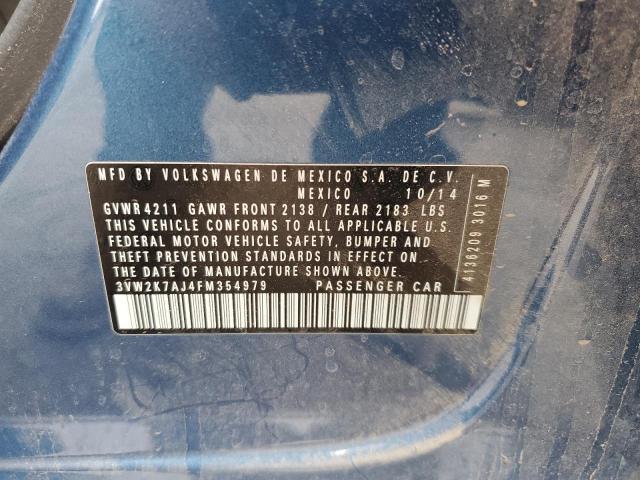 MFD BY VOLKSWAGEN DE MEXICO S.A. DE C.V.
MEXICO 10/14
GVWR 4211 GAWR FRONT 2138 / REAR 2183 LBS
THIS VEHICLE CONFORMS TO ALL APPLICABLE U.S.
FEDERAL MOTOR VEHICLE SAFETY, BUMPER AND
THEFT PREVENTION STANDARDS IN EFFECT ON
THE DATE OF MANUFACTURE SHOWN ABOVE.
3VW2K7AJ4FM354979 PASSENGER CAR
4136209 3016 M